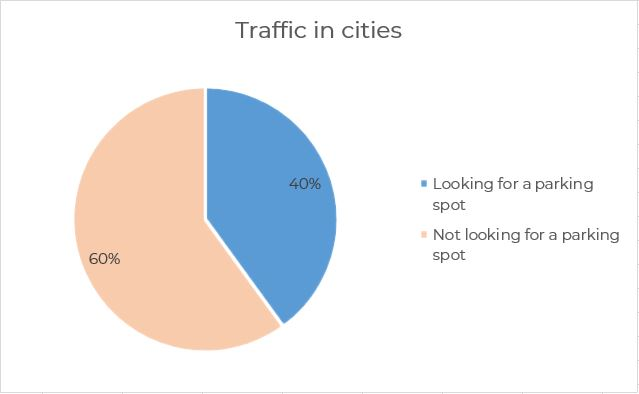 Traffic in cities
40%
60%
Looking for a parking
spot
Not looking for a parking
spot